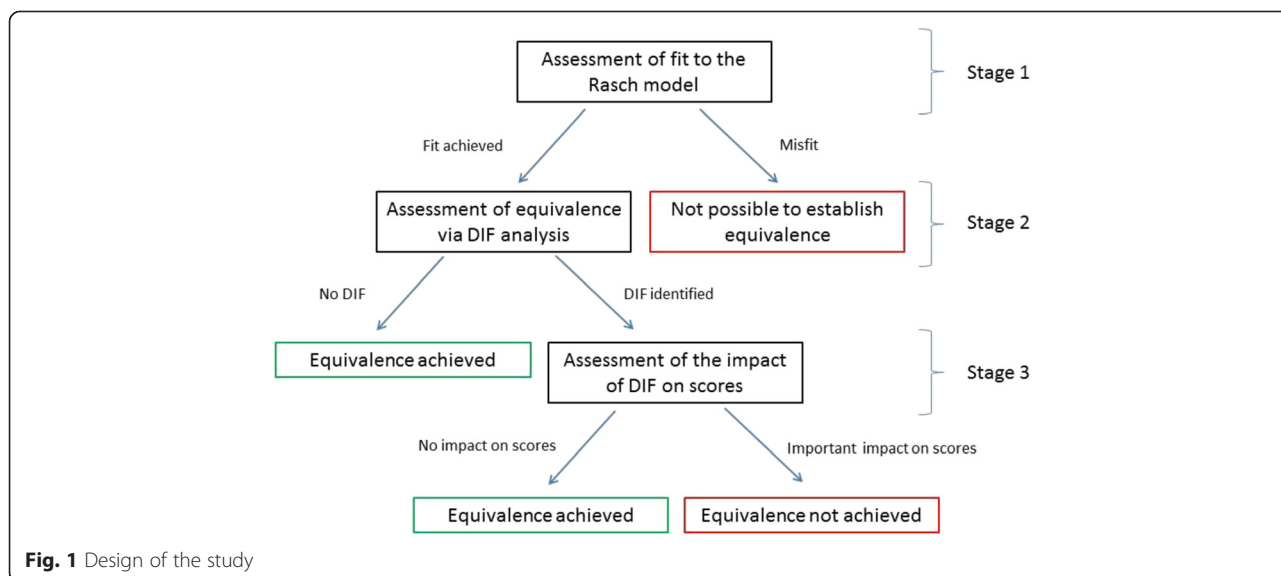 Assessment of fit to the
Rasch model
Stage 1
Fit achieved
Misfit
Assessment of equivalence
via DIF analysis
Not possible to establish
equivalence
Stage 2
No DIF
DIF identified
Equivalence achieved
Assessment of the impact
of DIF on scores
Stage 3
No impact on scores
Important impact on scores
Equivalence achieved
Equivalence not achieved
Fig. 1 Design of the study